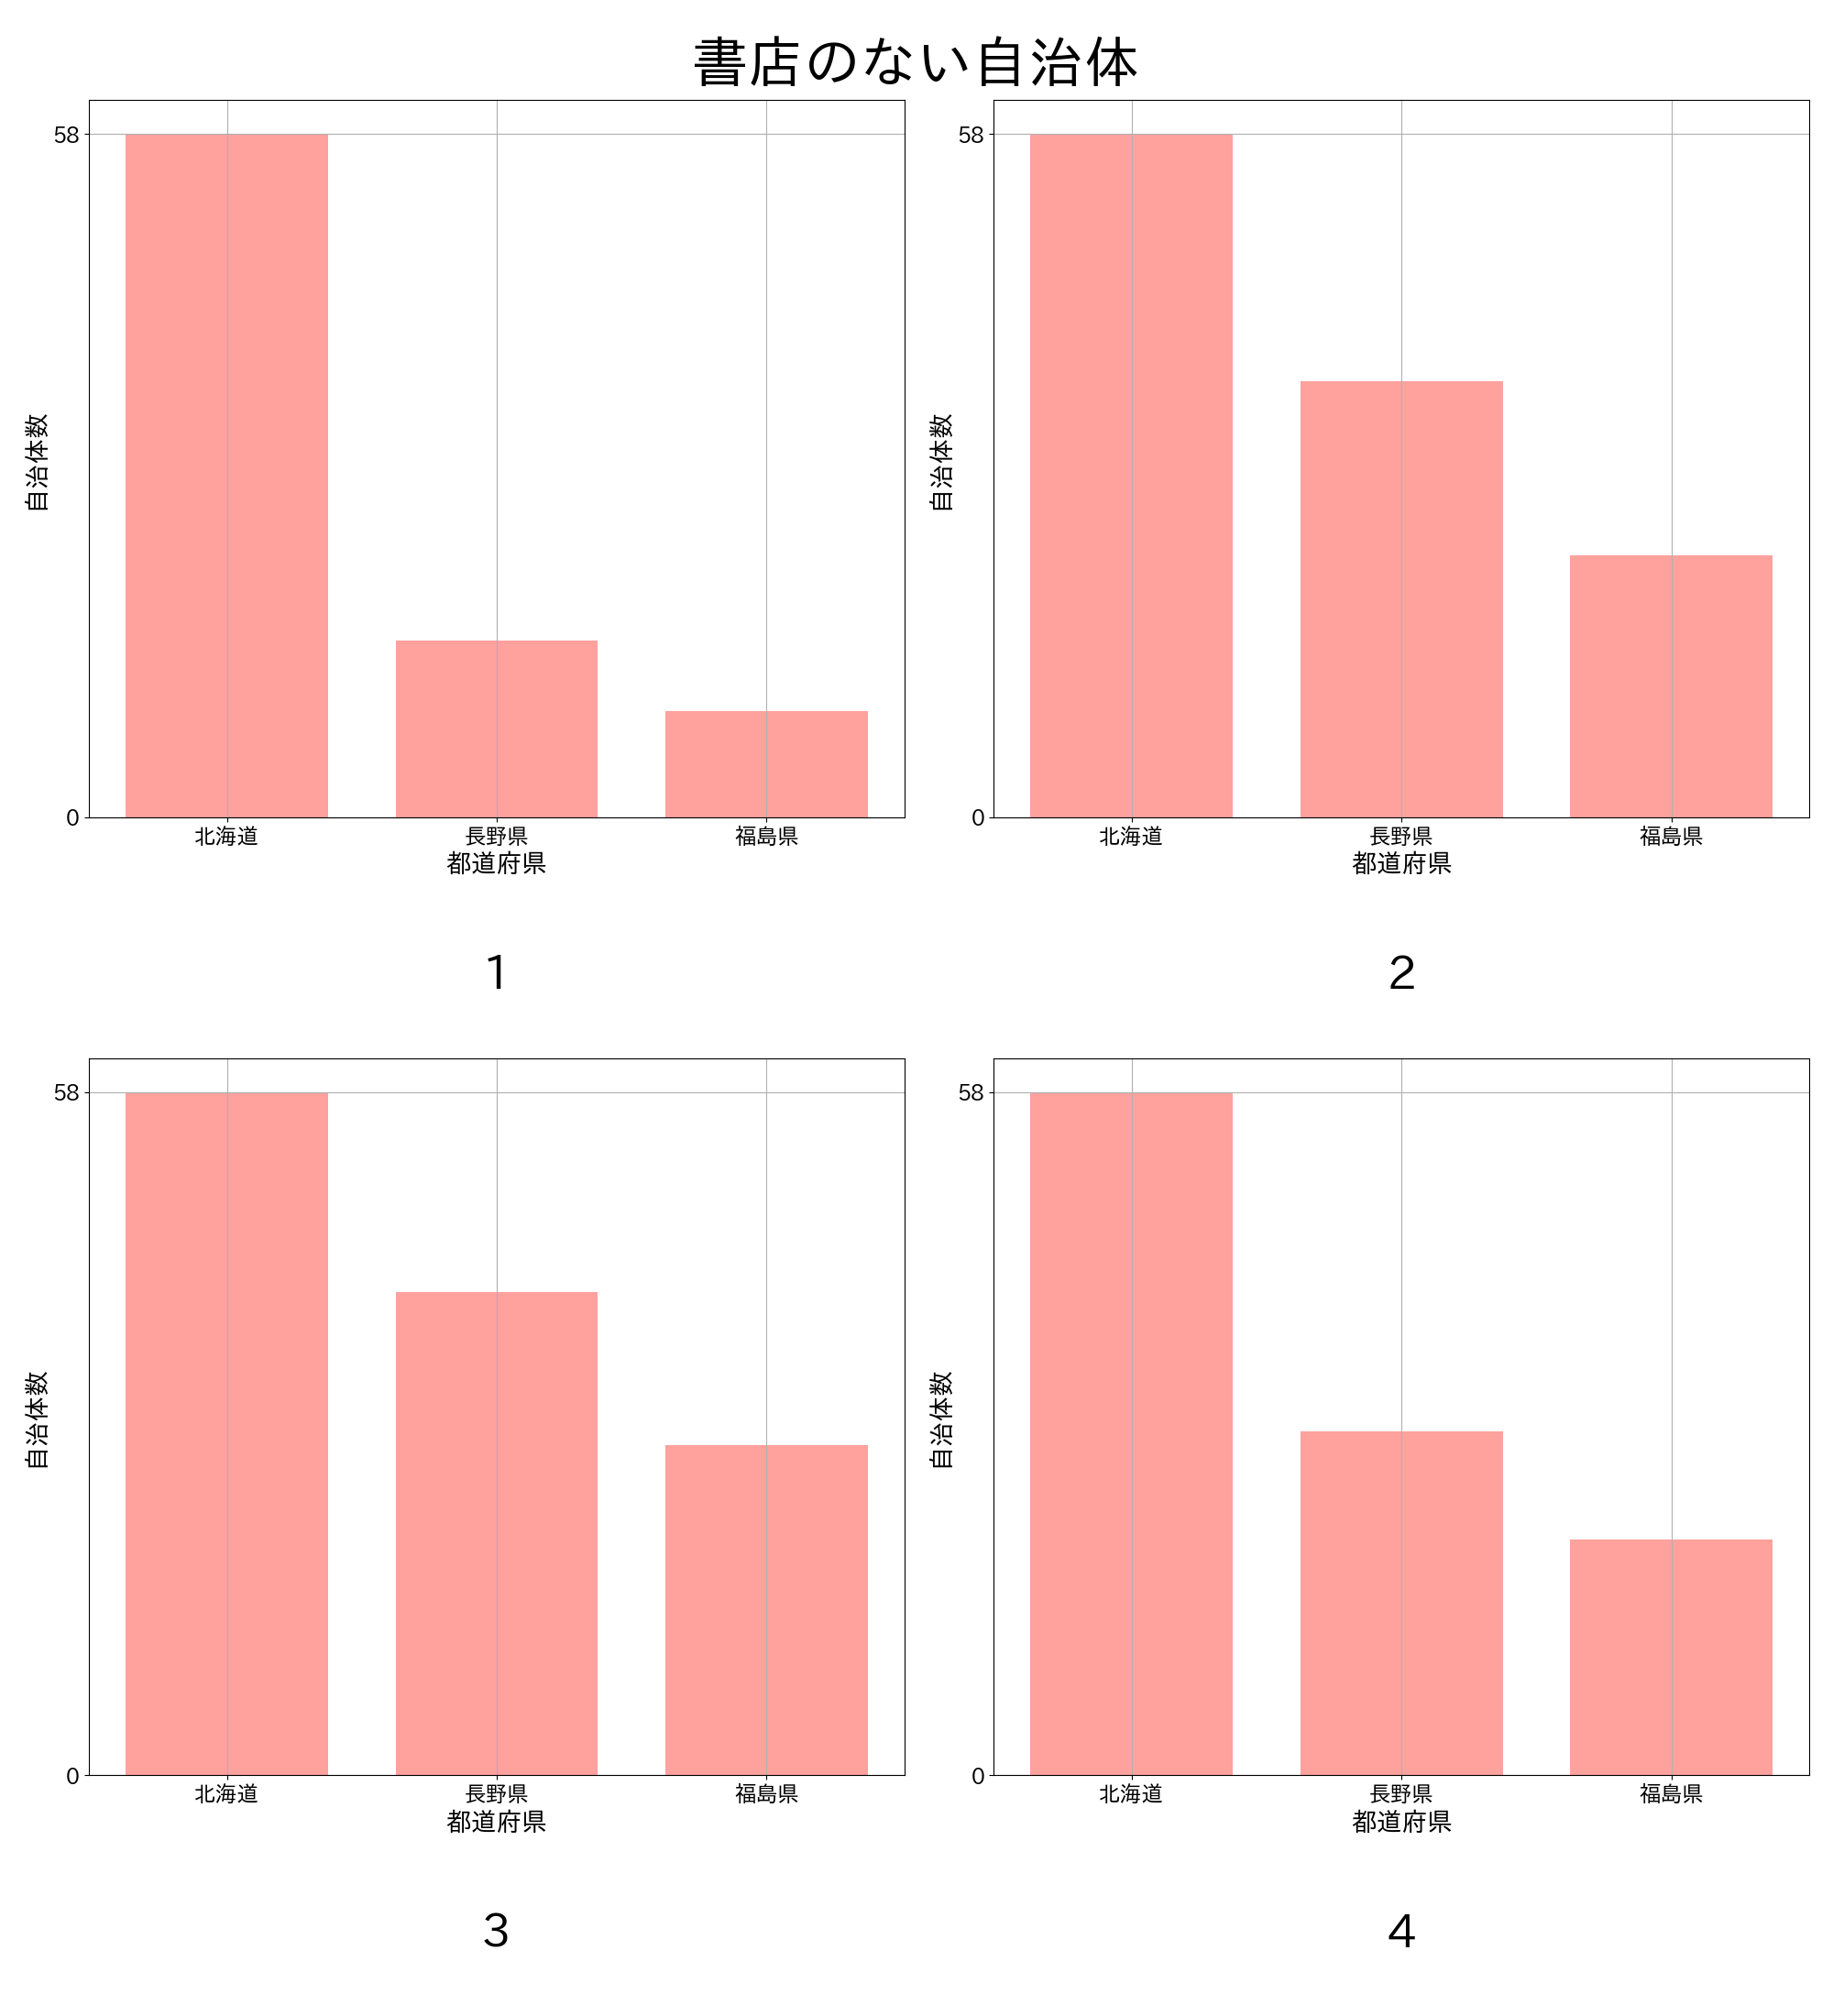 書店のない自治体
58
0
自治体数
北海道 長野県 福島県
都道府県
1
58
0
自治体数
北海道 長野県 福島県
都道府県
2
58
0
自治体数
北海道 長野県 福島県
都道府県
3
58
0
自治体数
北海道 長野県 福島県
都道府県
4